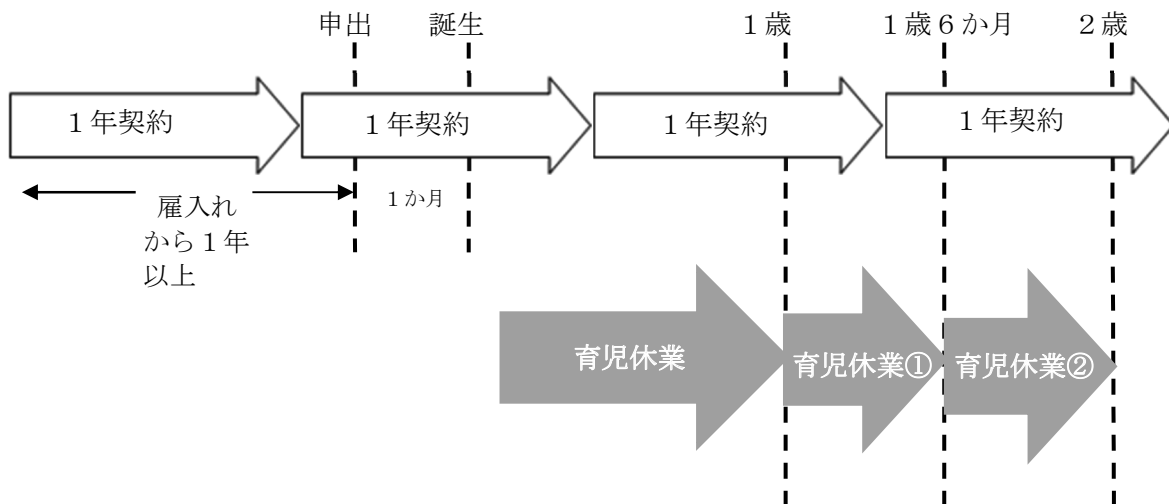 申出 誕生 １歳 １歳６か月 ２歳
１年契約 １年契約 １年契約 １年契約
１か月
雇入れ
から１年
以上
育児休業 育児休業① 育児休業②